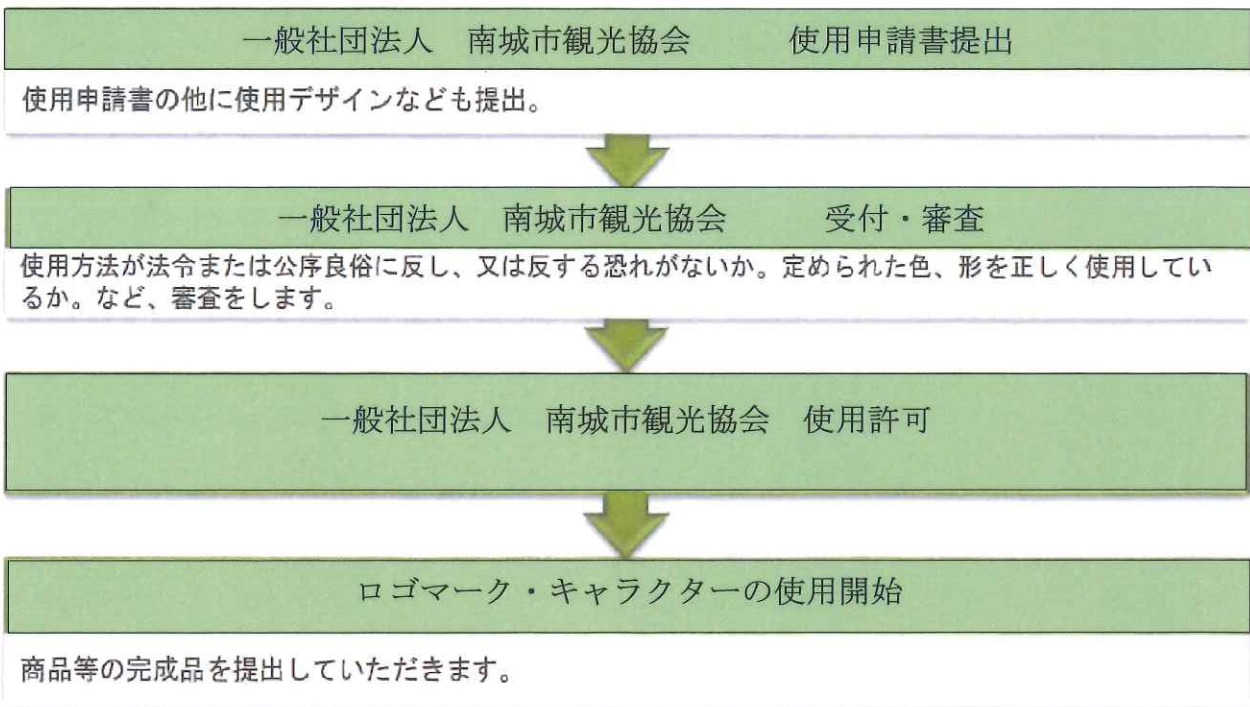 一般社団法人　南城市観光協会　　　使用申請書提出
使用申請書の他に使用デザインなども提出。
一般社団法人　南城市観光協会　　　受付・審査
使用方法が法令または公序良俗に反し、又は反する恐れがないか。定められた色、形を正しく使用してい
るか。など、審査をします。
一般社団法人　南城市観光協会　使用許可
ロゴマーク・キャラクターの使用開始
商品等の完成品を提出していただきます。